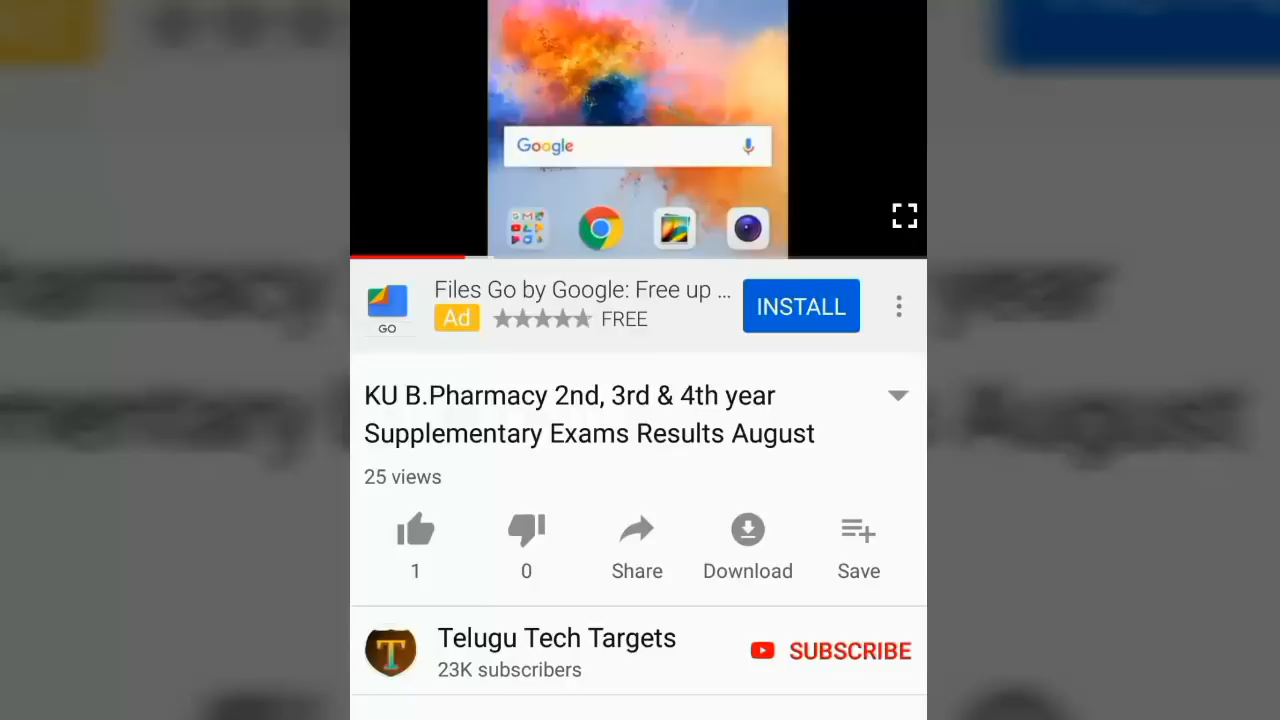 Google
GO
Files Go by Google: Free up ...
Ad
FREE
INSTALL
KU B.Pharmacy 2nd, 3rd & 4th year
Supplementary Exams Results August
25 views
1
0
Share
Download
Save
Telugu Tech Targets
23K subscribers
SUBSCRIBE